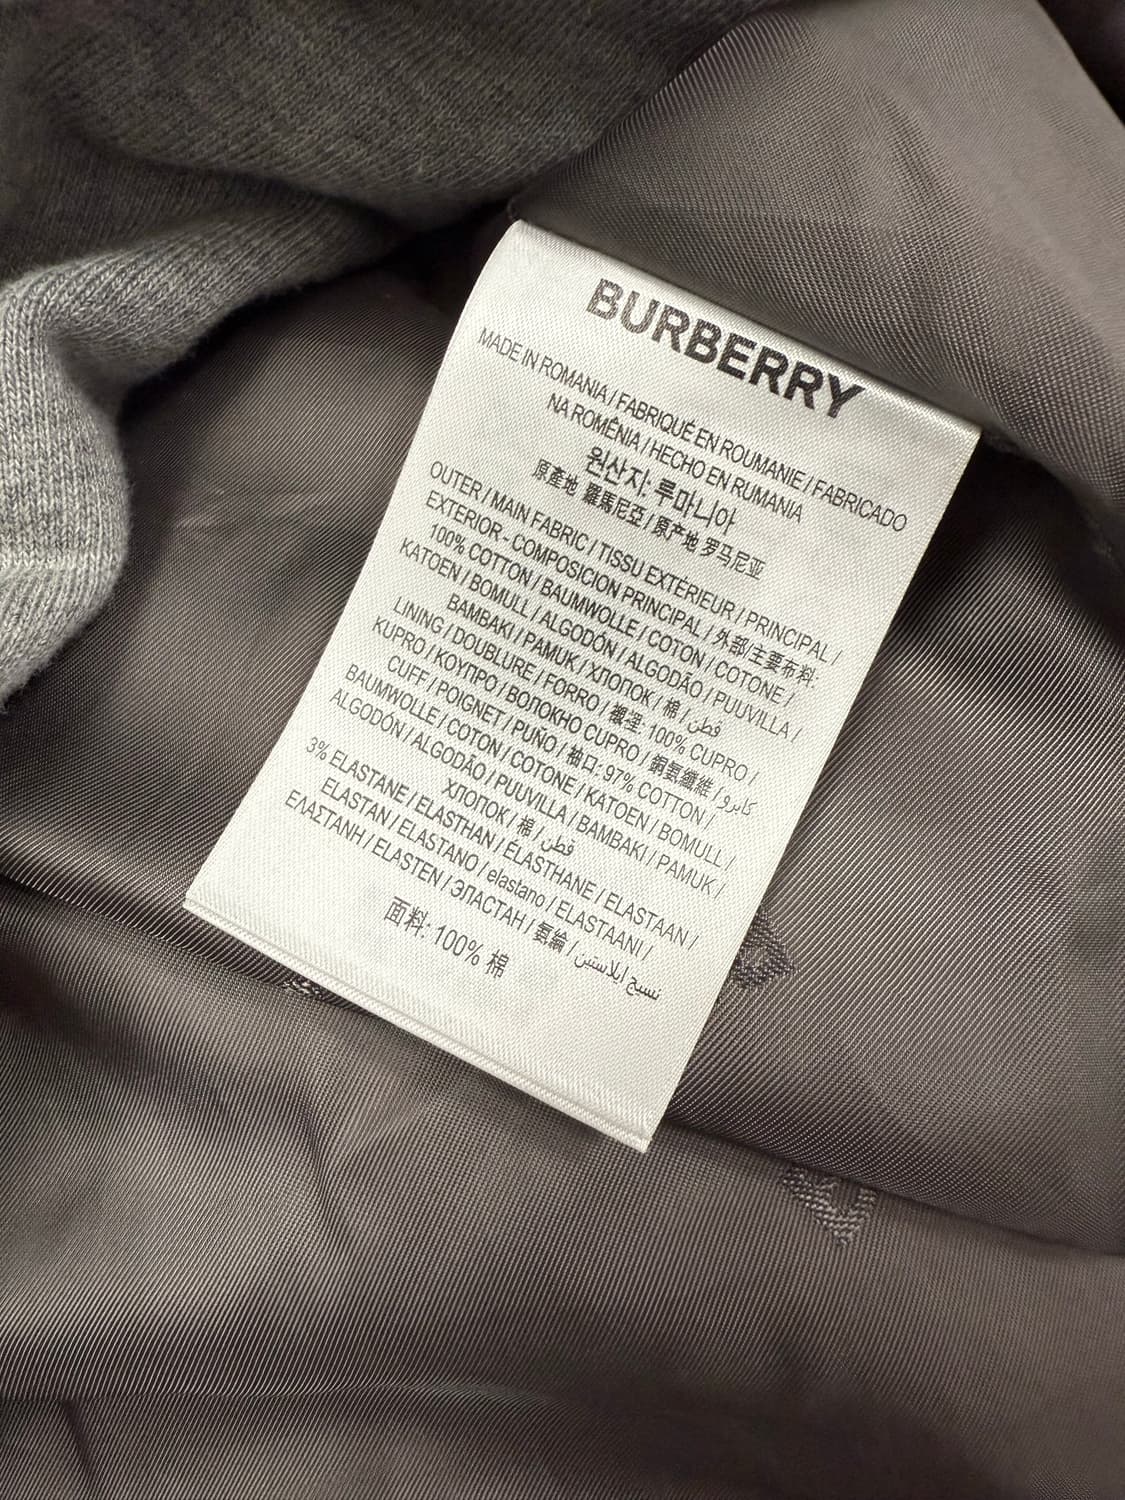 BURBERRY
MADE IN ROMANIA / FABRIQUÉ EN ROUMANIE / FABRICADO
NA ROMÊNIA / HECHO EN RUMANIA
원산지: 루마니아
原產地 羅馬尼亞 / 原产地 罗马尼亚
OUTER / MAIN FABRIC / TISSU EXTÉRIEUR / PRINCIPAL /
EXTERIOR - COMPOSICION PRINCIPAL / 外部/主要布料:
100% COTTON / BAUMWOLLE / COTON / COTONE /
KATOEN / BOMULL / ALGODÓN / ALGODÃO / PUUVILLA /
BAMBAKI / PAMUK / ХЛОПОК / 棉 / قطن
LINING / DOUBLURE / FORRO / 襯裡: 100% CUPRO /
KUPRO / ΚΟΥΠΡΟ / ВОЛОКНО CUPRO / 銅氨纖維 / كابرو
CUFF / POIGNET / PUÑO / 袖口: 97% COTTON /
BAUMWOLLE / COTON / COTONE / KATOEN / BOMULL /
ALGODÓN / ALGODÃO / PUUVILLA / BAMBAKI / PAMUK /
ХЛОПОК / 棉 / قطن
3% ELASTANE / ELASTHAN / ÉLASTHANE / ELASTAAN /
ELASTAN / ELASTANO / elastano / ELASTAANI /
ΕΛΑΣΤΑΝΗ / ELASTEN / ЭЛАСТАН / 氨綸 / نسيج ايلاستين
面料: 100% 棉